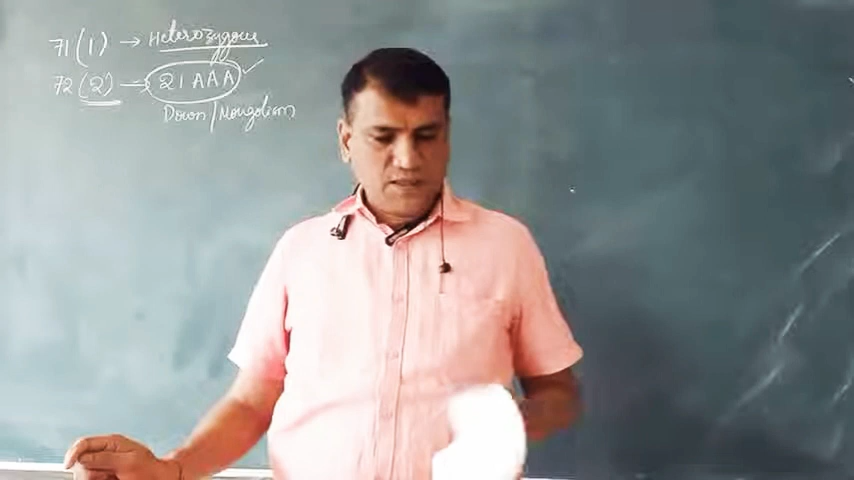 71 (1) → Heterozygous
72 (2) → 21 AAA ✓
Down/Mongolism